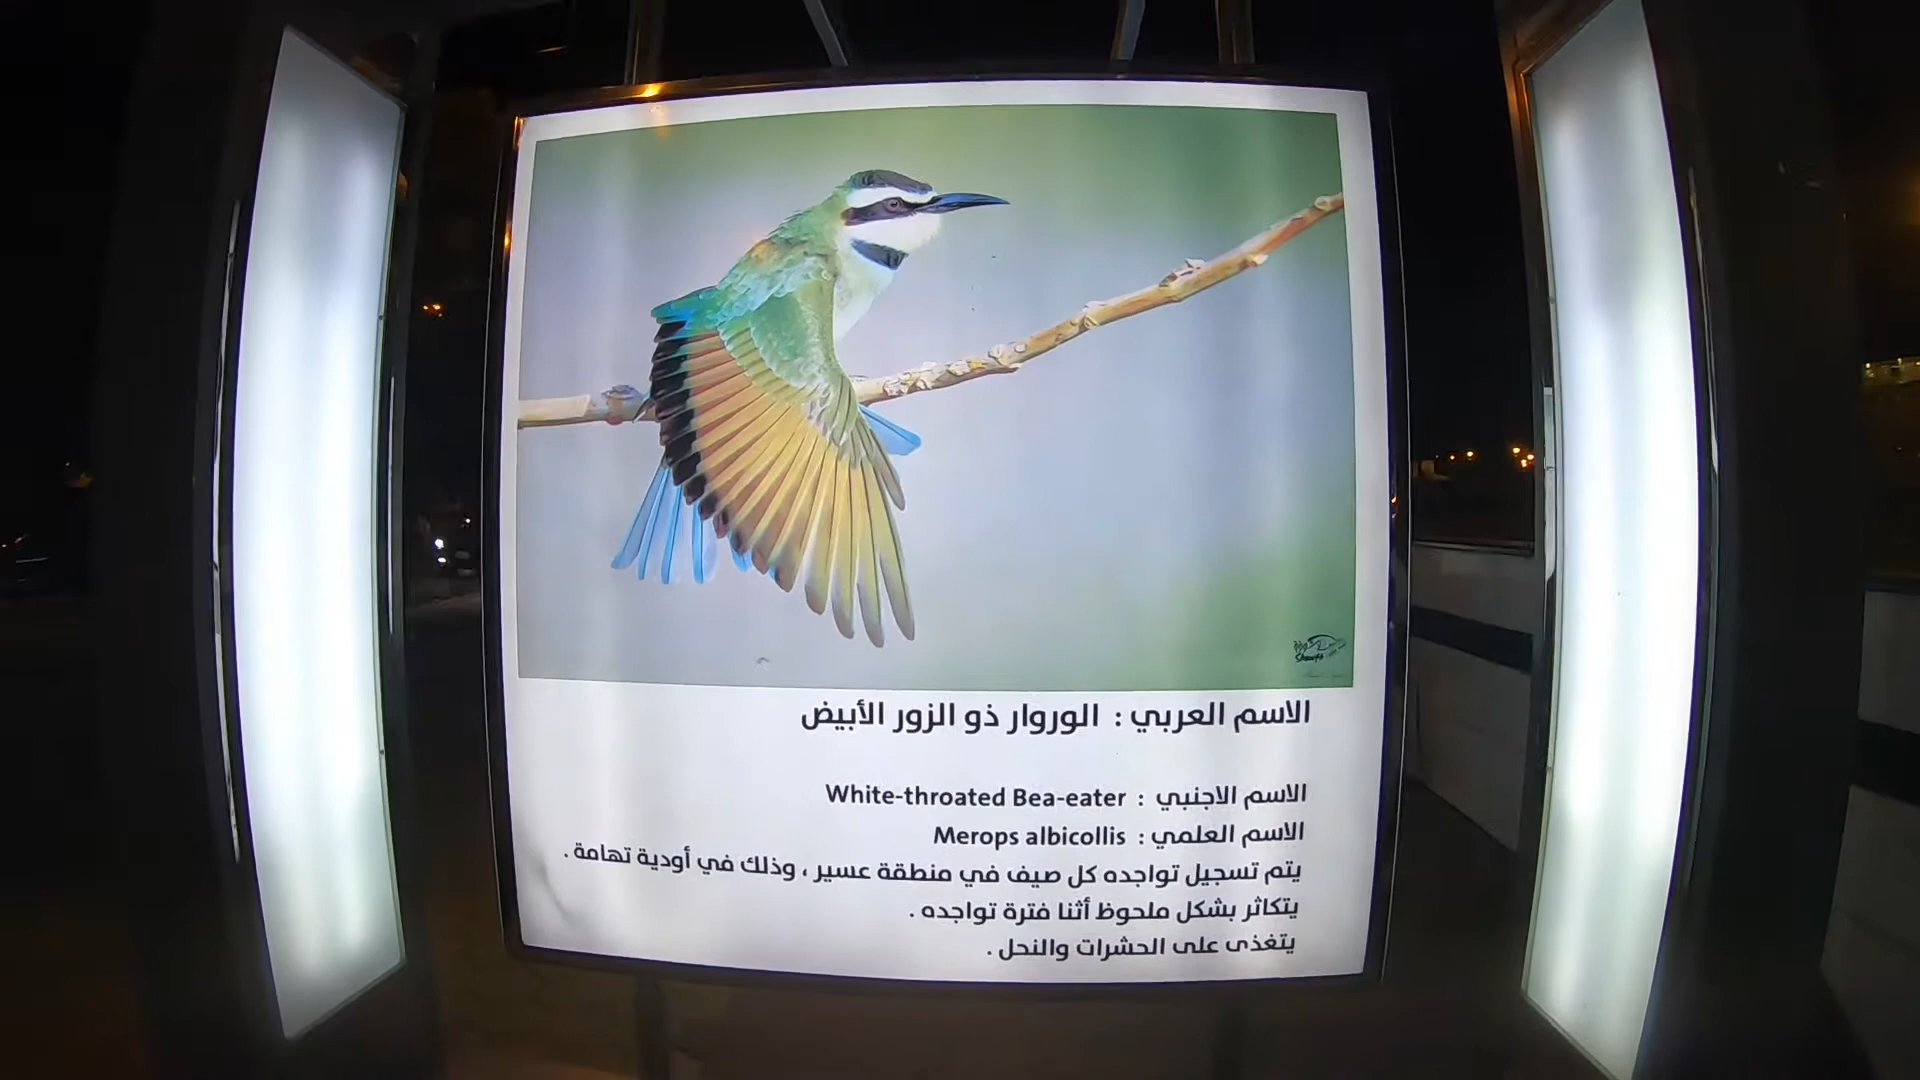 الاسم العربي : الوروار ذو الزور الأبيض
الاسم الاجنبي : White-throated Bea-eater
الاسم العلمي : Merops albicollis
يتم تسجيل تواجده كل صيف في منطقة عسير ، وذلك في أودية تهامة .
يتكاثر بشكل ملحوظ أثنا فترة تواجده .
يتغذى على الحشرات والنحل .